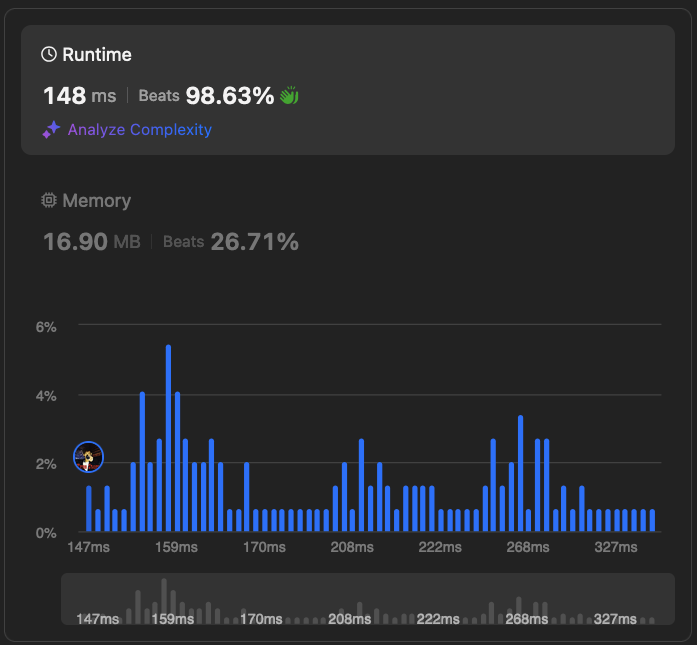 Runtime
148 ms | Beats 98.63%
Analyze Complexity
Memory
16.90 MB | Beats 26.71%
6%
4%
2%
0%
147ms 159ms 170ms 208ms 222ms 268ms 327ms
147ms 159ms 170ms 208ms 222ms 268ms 327ms